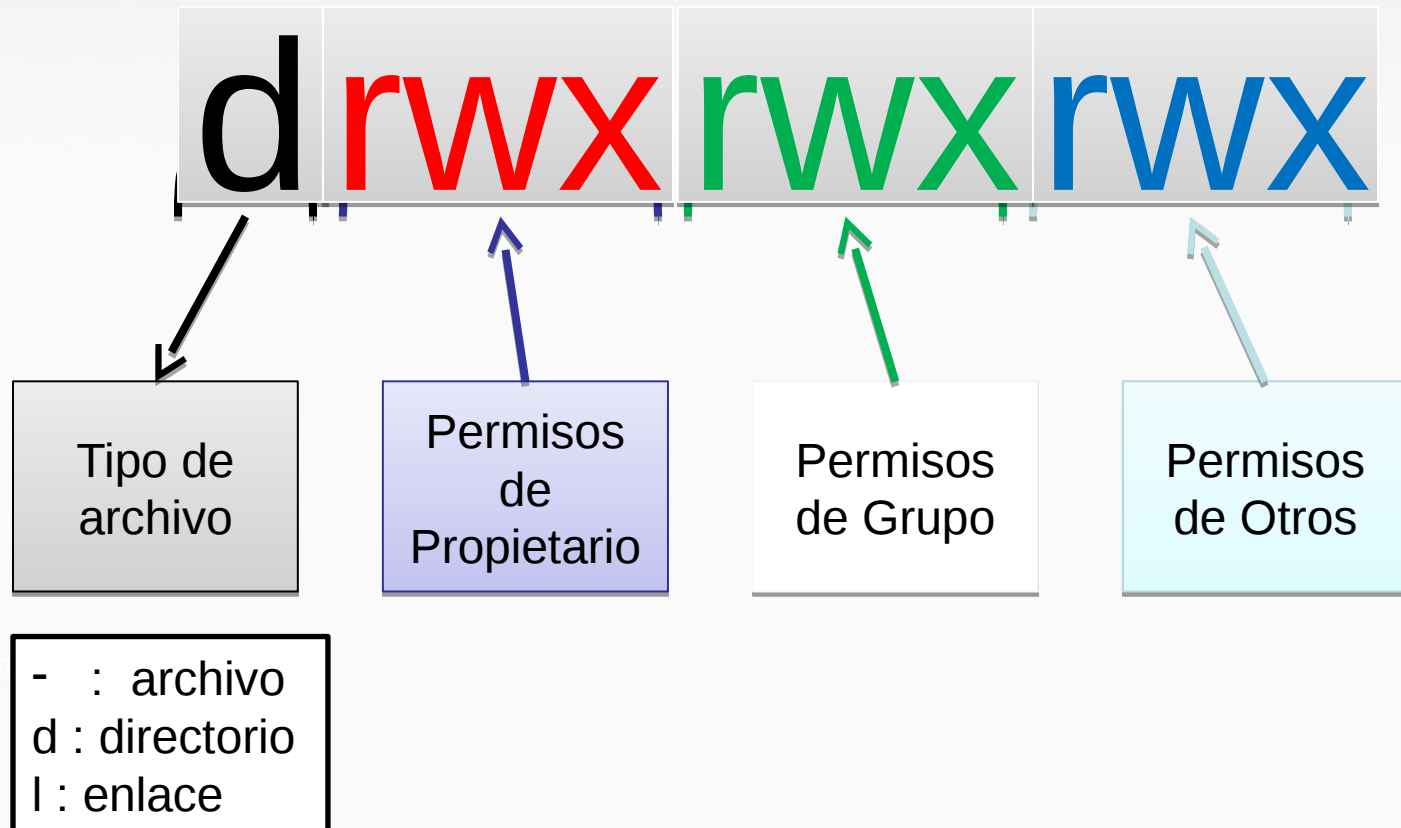 drwxrwxrwx
Tipo de
archivo
Permisos
de
Propietario
Permisos
de Grupo
Permisos
de Otros
- : archivo
d : directorio
l : enlace